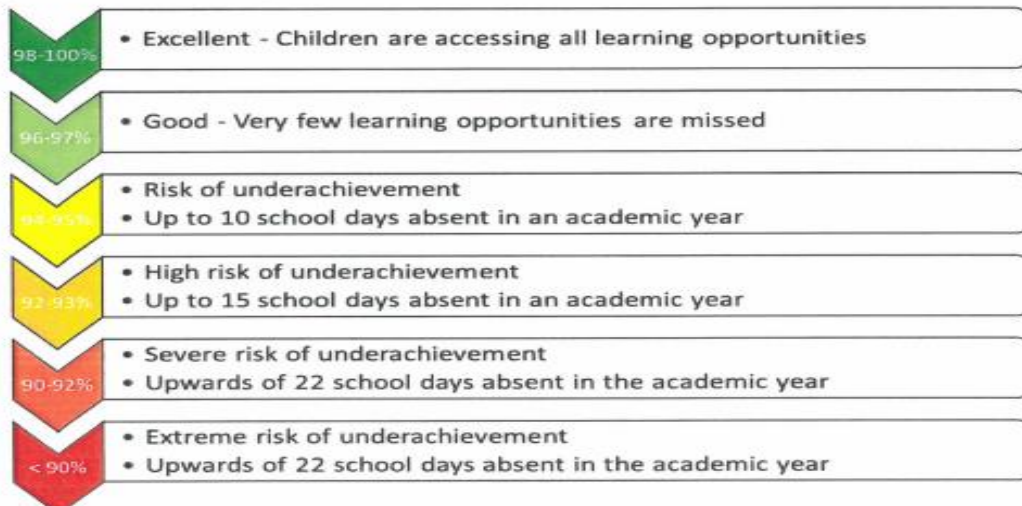 98-100%
• Excellent - Children are accessing all learning opportunities
96-97%
• Good - Very few learning opportunities are missed
94-95%
• Risk of underachievement
• Up to 10 school days absent in an academic year
92-93%
• High risk of underachievement
• Up to 15 school days absent in an academic year
90-92%
• Severe risk of underachievement
• Upwards of 22 school days absent in the academic year
< 90%
• Extreme risk of underachievement
• Upwards of 22 school days absent in the academic year